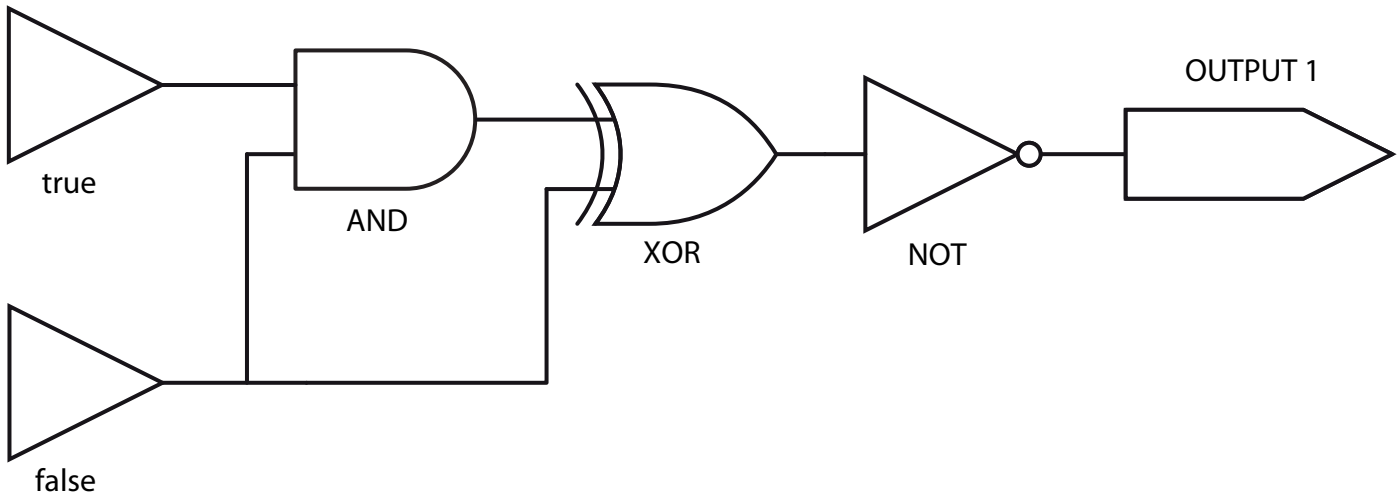 true
AND
XOR
NOT
OUTPUT 1
false